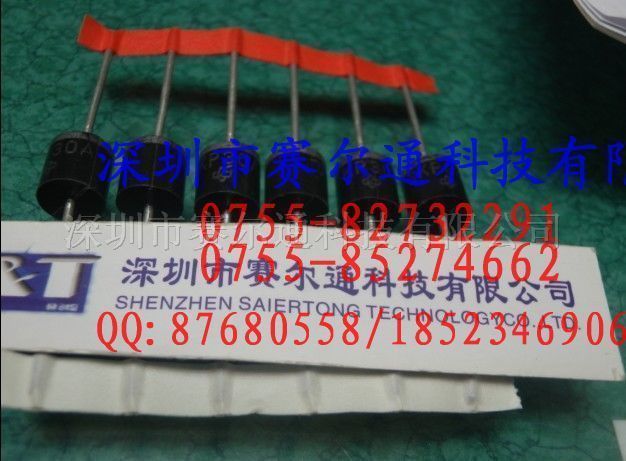 30A
深圳市赛尔通科技有限
0755-82732291
深圳市赛尔通科技有限公司
0755-85274662
&T
深圳市赛尔通科技有限公司
SHENZHEN SAIERTONG TECHNOLOGYCO.,LTD.
QQ: 87680558/1852346906